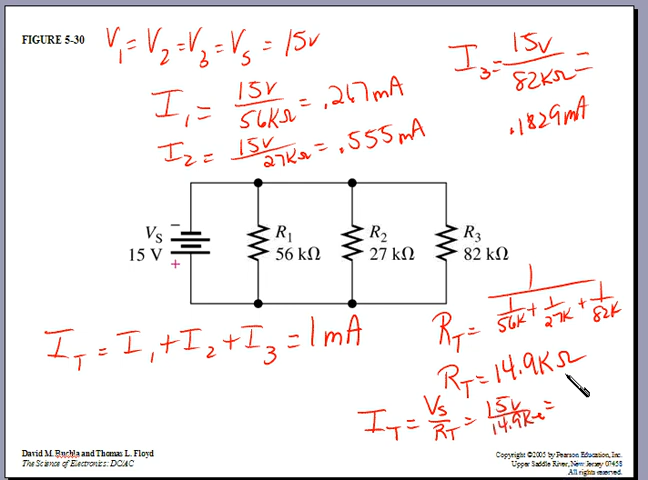 FIGURE 5-30
V1 = V2 = V3 = VS = 15V
I1 = 15V / 56KΩ = .267mA
I2 = 15V / 27KΩ = .555mA
I3 = 15V / 82KΩ =
.1829mA
−
VS
15 V
+
R1
56 kΩ
R2
27 kΩ
R3
82 kΩ
IT = I1 + I2 + I3 = 1mA
RT = 1 / (1/56K + 1/27K + 1/82K)
RT = 14.9KΩ
IT = VS / RT = 15V / 14.9KΩ =
David M. Buchla and Thomas L. Floyd
The Science of Electronics: DC/AC
Copyright ©2005 by Pearson Education, Inc.
Upper Saddle River, New Jersey 07458
All rights reserved.